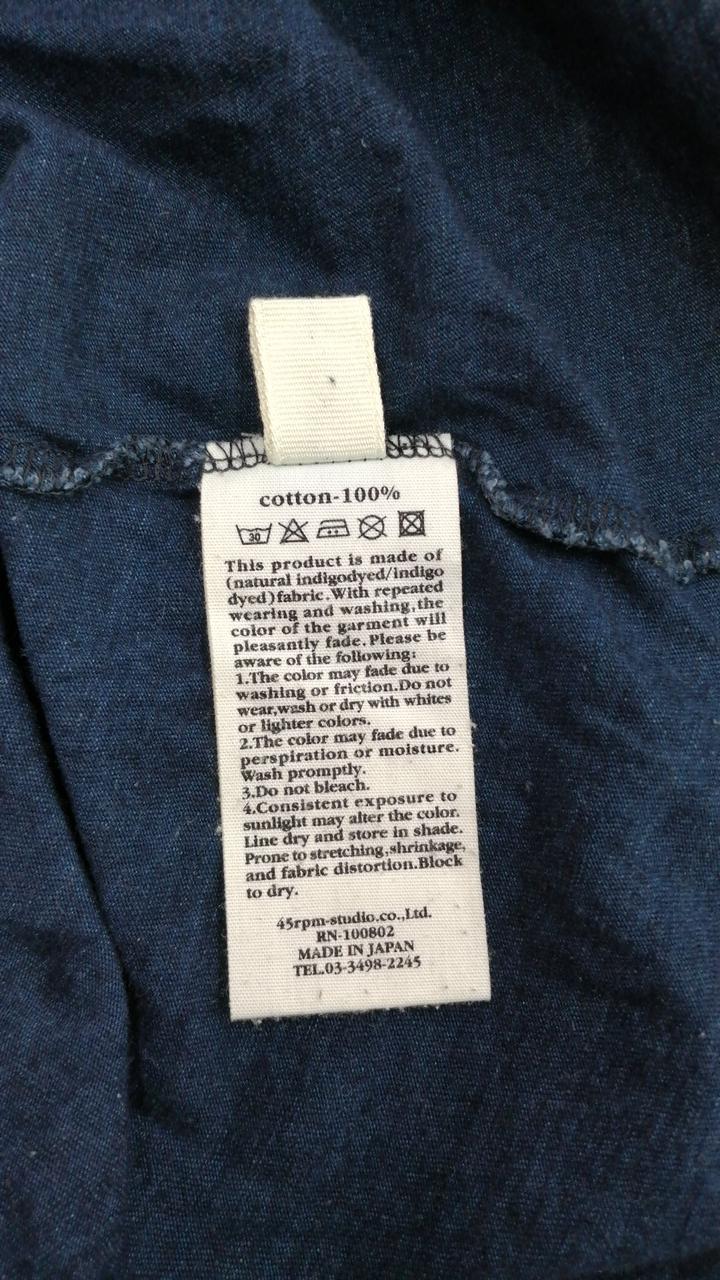 cotton-100%
30
This product is made of
(natural indigodyed/indigo
dyed)fabric.With repeated
wearing and washing,the
color of the garment will
pleasantly fade.Please be
aware of the following:
1.The color may fade due to
washing or friction.Do not
wear,wash or dry with whites
or lighter colors.
2.The color may fade due to
perspiration or moisture.
Wash promptly.
3.Do not bleach.
4.Consistent exposure to
sunlight may alter the color.
Line dry and store in shade.
Prone to stretching,shrinkage,
and fabric distortion.Block
to dry.
45rpm-studio.co.,Ltd.
RN-100802
MADE IN JAPAN
TEL.03-3498-2245